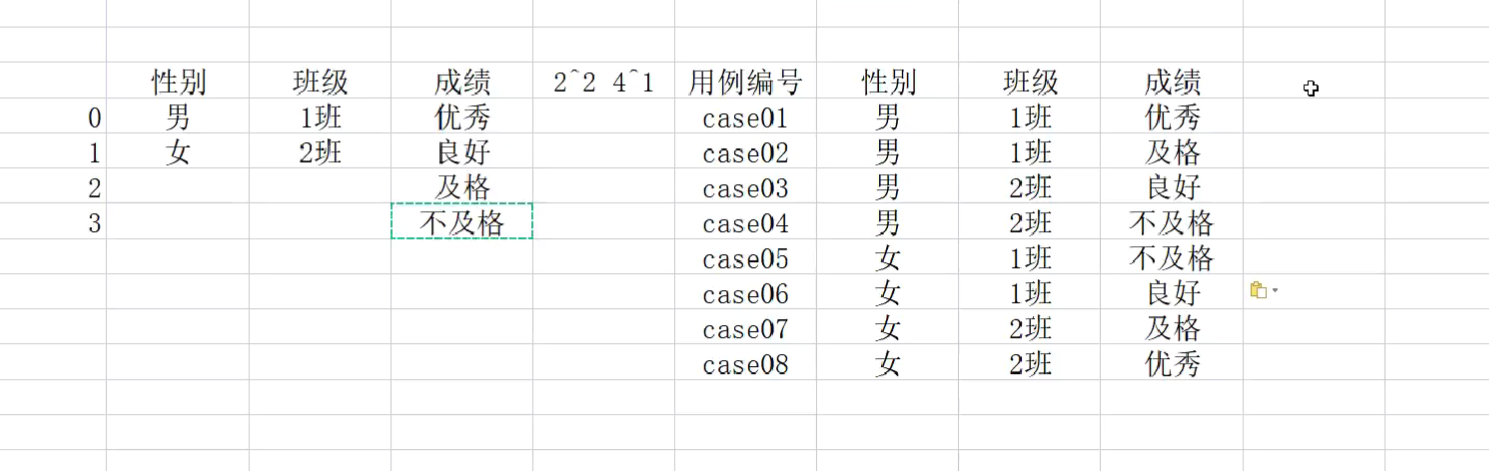 性别 班级 成绩 2^2 4^1 用例编号 性别 班级 成绩
0 男 1班 优秀 case01 男 1班 优秀
1 女 2班 良好 case02 男 1班 及格
2 及格 case03 男 2班 良好
3 不及格 case04 男 2班 不及格
case05 女 1班 不及格
case06 女 1班 良好
case07 女 2班 及格
case08 女 2班 优秀